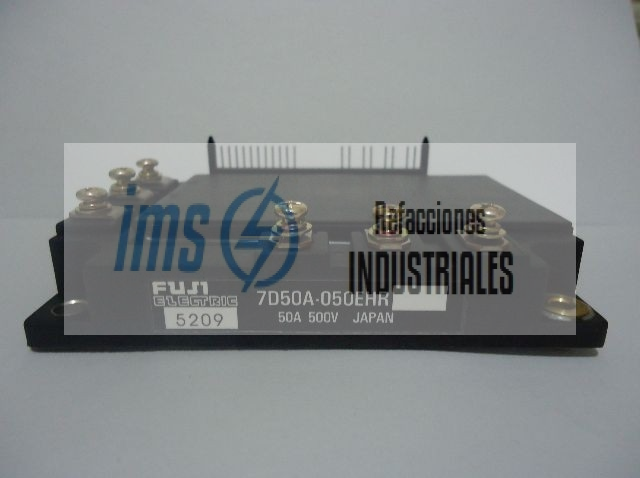 ims
Refacciones
INDUSTRIALES
FUJI
ELECTRIC
7D50A-050EHR
5209
50A 500V JAPAN